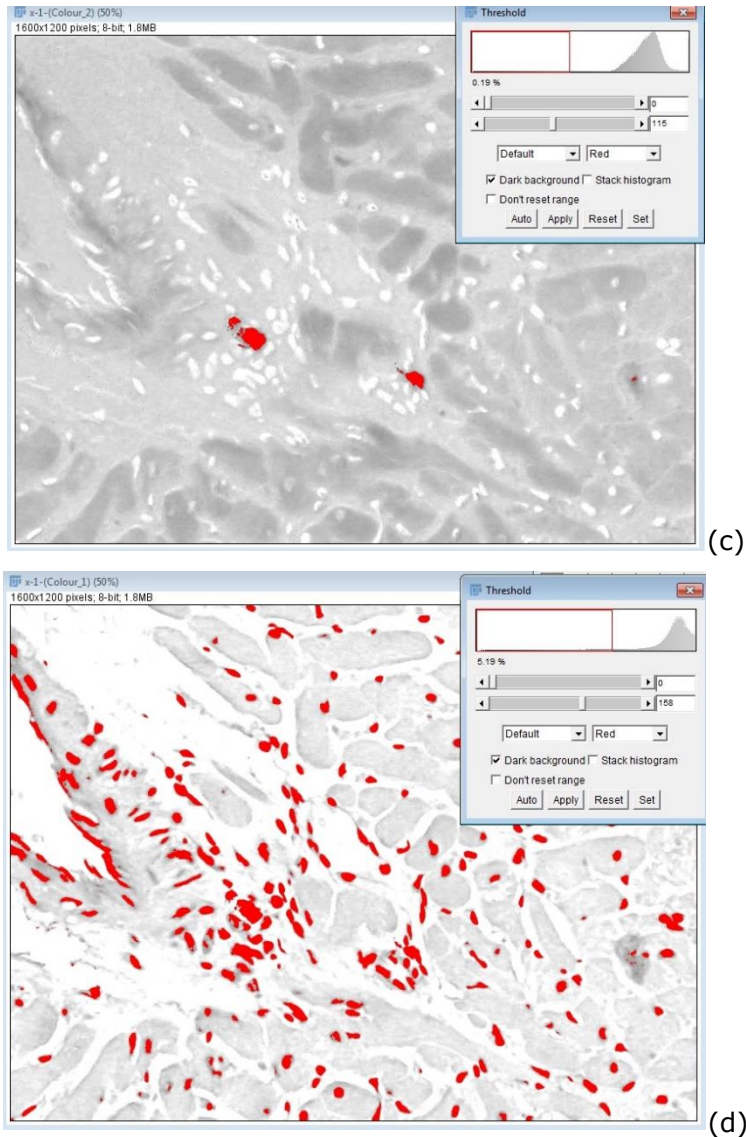 x-1-(Colour_2) (50%)
1600x1200 pixels; 8-bit; 1.8MB
Threshold
0.19 %
0
115
Default Red
Dark background Stack histogram
Don't reset range
Auto Apply Reset Set
(c)
x-1-(Colour_1) (50%)
1600x1200 pixels; 8-bit; 1.8MB
Threshold
5.19 %
0
158
Default Red
Dark background Stack histogram
Don't reset range
Auto Apply Reset Set
(d)